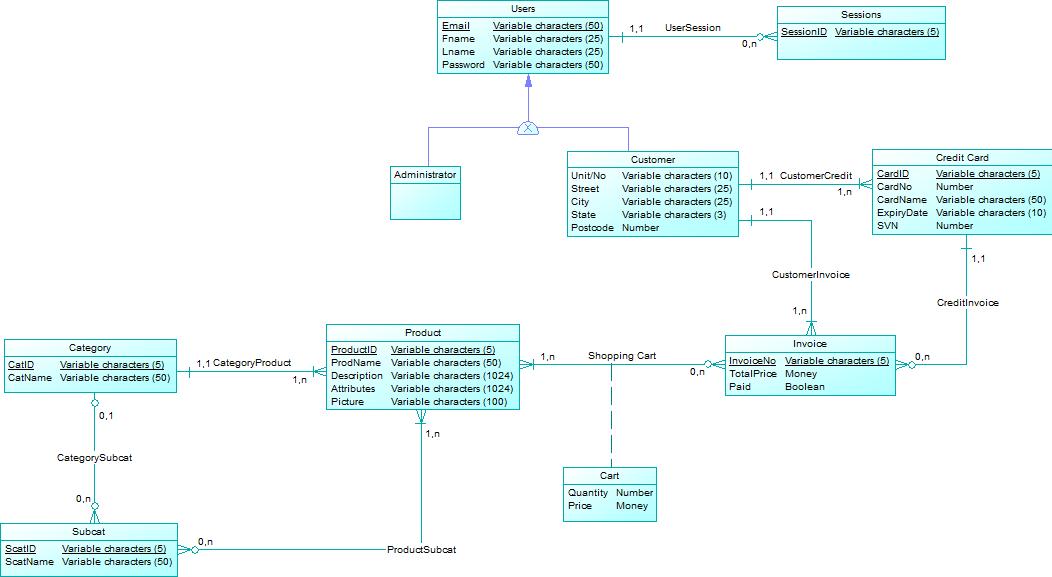 Users
Email Variable characters (50)
Fname Variable characters (25)
Lname Variable characters (25)
Password Variable characters (50)
1,1
UserSession
0,n
Sessions
SessionID Variable characters (5)
Administrator
Customer
Unit/No Variable characters (10)
Street Variable characters (25)
City Variable characters (25)
State Variable characters (3)
Postcode Number
1,1
CustomerCredit
1,n
Credit Card
CardID Variable characters (5)
CardNo Number
CardName Variable characters (50)
ExpiryDate Variable characters (10)
SVN Number
1,1
CustomerInvoice
1,n
1,1
CreditInvoice
0,n
Category
CatID Variable characters (5)
CatName Variable characters (50)
1,1
CategoryProduct
1,n
Product
ProductID Variable characters (5)
ProdName Variable characters (50)
Description Variable characters (1024)
Attributes Variable characters (1024)
Picture Variable characters (100)
1,n
Shopping Cart
0,n
Invoice
InvoiceNo Variable characters (5)
TotalPrice Money
Paid Boolean
0,1
CategorySubcat
0,n
1,n
Cart
Quantity Number
Price Money
Subcat
ScatID Variable characters (5)
ScatName Variable characters (50)
0,n
ProductSubcat